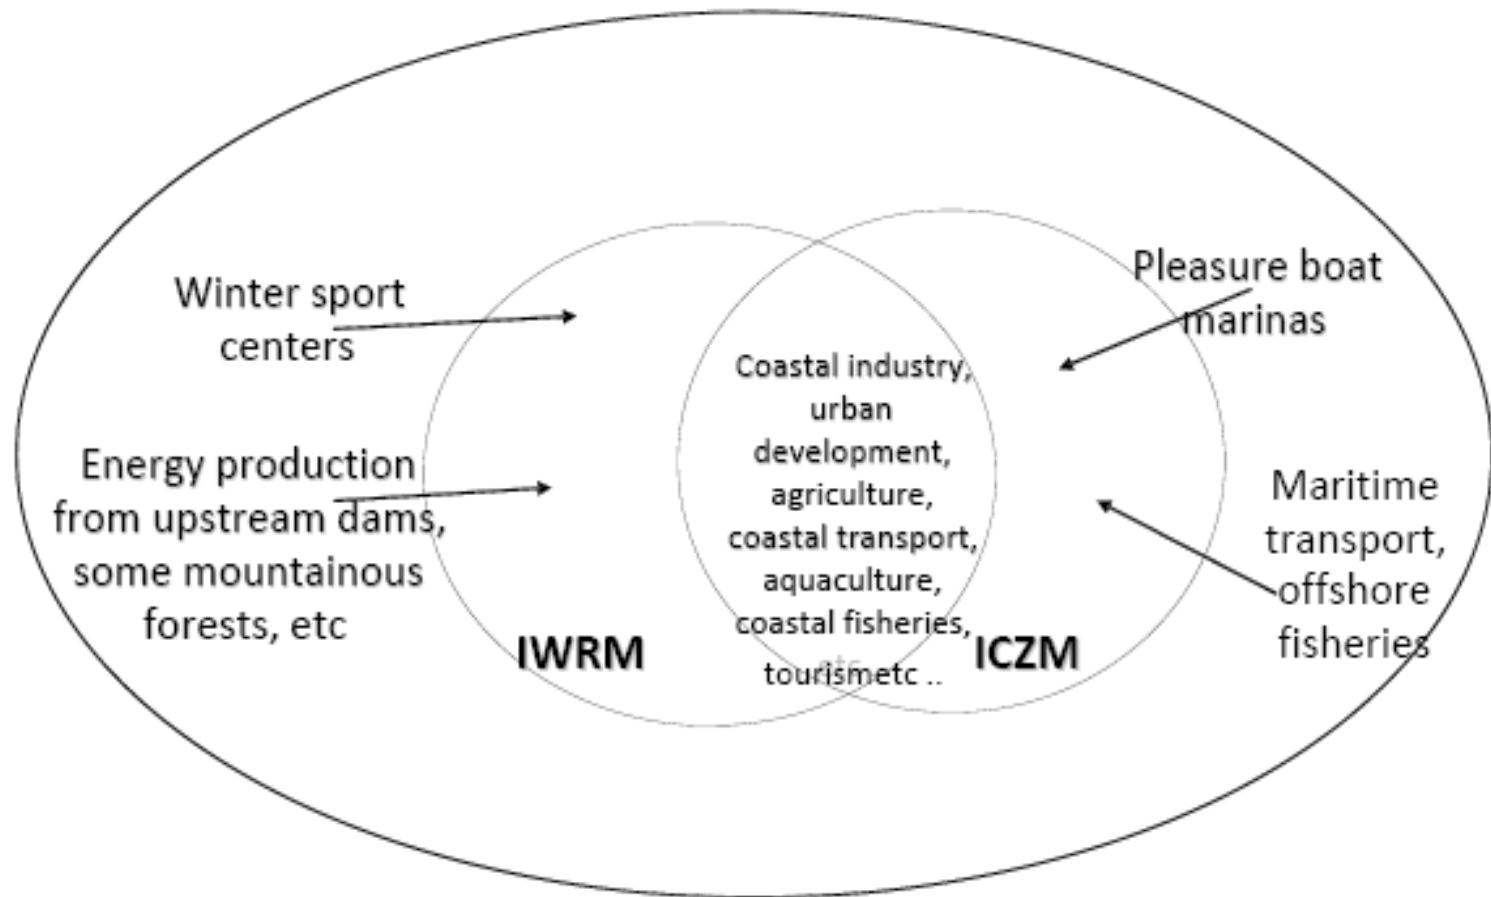 Winter sport
centers
Energy production
from upstream dams,
some mountainous
forests, etc
IWRM
Coastal industry,
urban
development,
agriculture,
coastal transport,
aquaculture,
coastal fisheries,
etc
tourismetc ..
ICZM
Pleasure boat
marinas
Maritime
transport,
offshore
fisheries